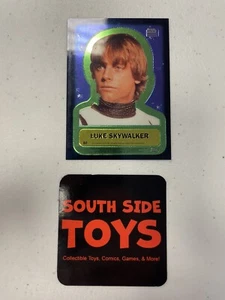 LUKE SKYWALKER
SOUTH SIDE
TOYS
Collectible Toys, Comics, Games, & More!